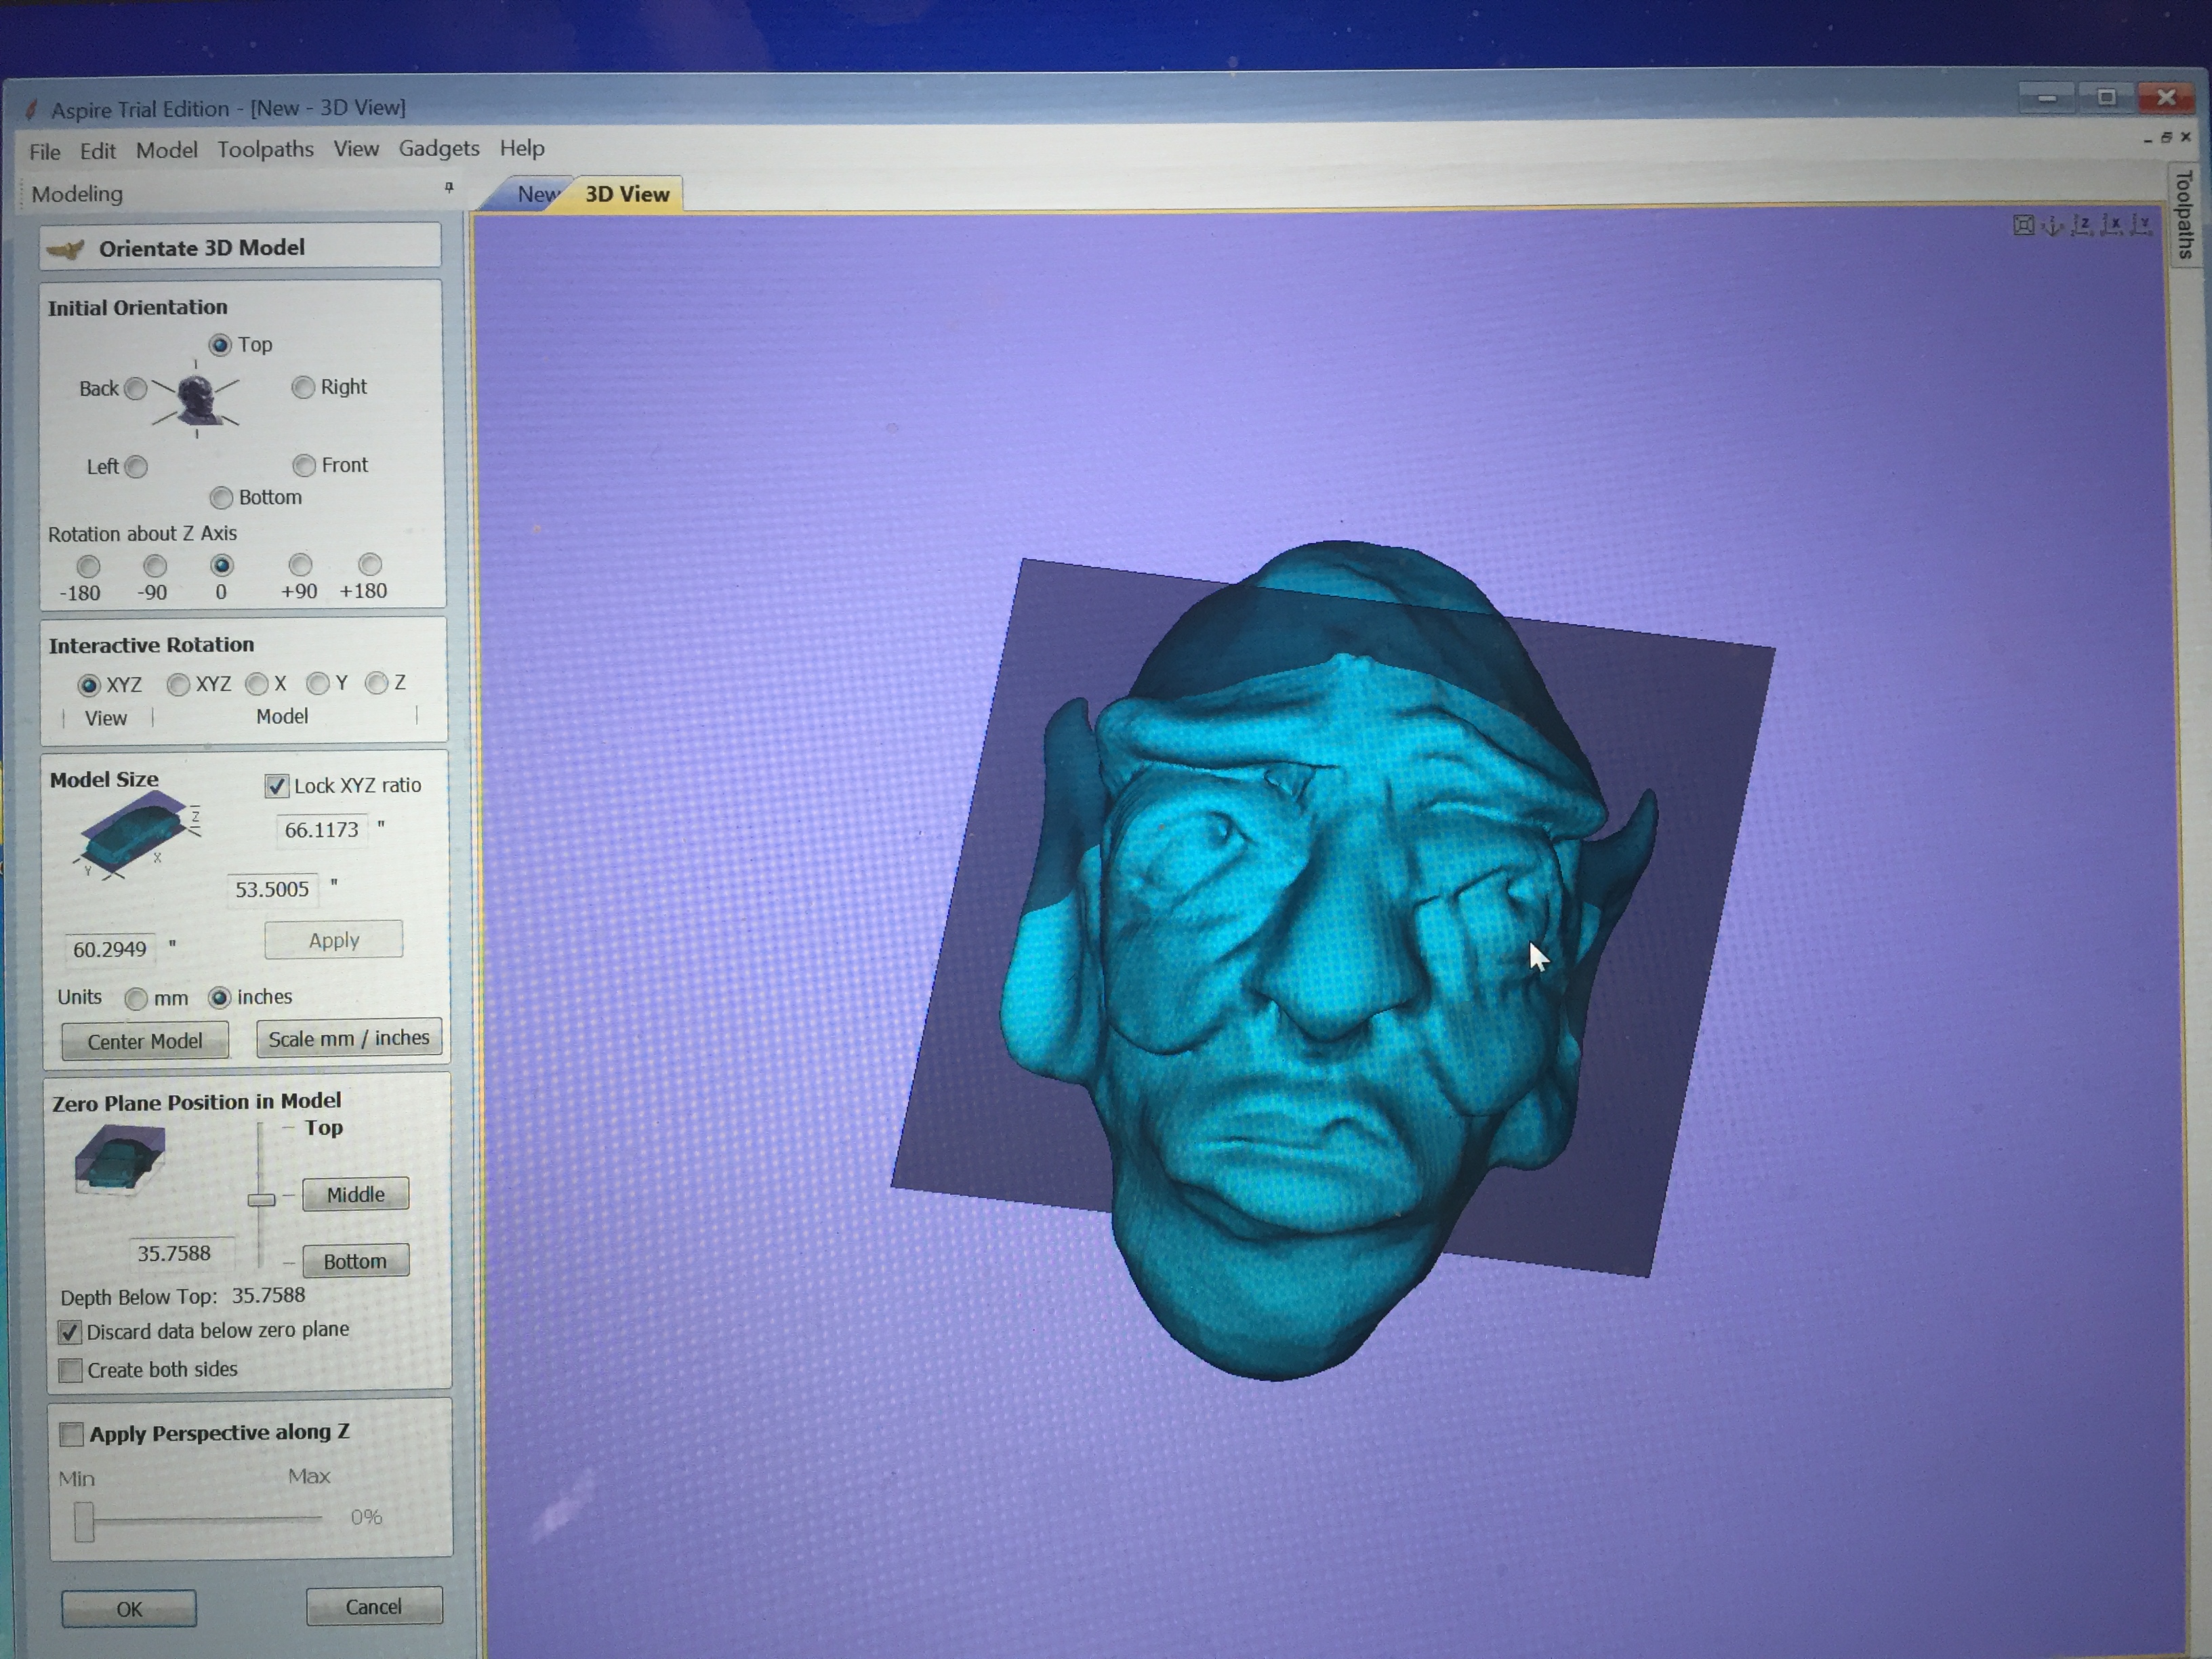 Aspire Trial Edition - [New - 3D View]
File Edit Model Toolpaths View Gadgets Help
Modeling
New 3D View
Toolpaths
Z X Y
Orientate 3D Model
Initial Orientation
Top
Back Right
Left Front
Bottom
Rotation about Z Axis
-180 -90 0 +90 +180
Interactive Rotation
XYZ XYZ X Y Z
View Model
Model Size
Lock XYZ ratio
Z
X
Y
66.1173 "
53.5005 "
60.2949 "
Apply
Units mm inches
Center Model Scale mm / inches
Zero Plane Position in Model
Top
Middle
35.7588
Bottom
Depth Below Top: 35.7588
Discard data below zero plane
Create both sides
Apply Perspective along Z
Min Max
0%
OK Cancel